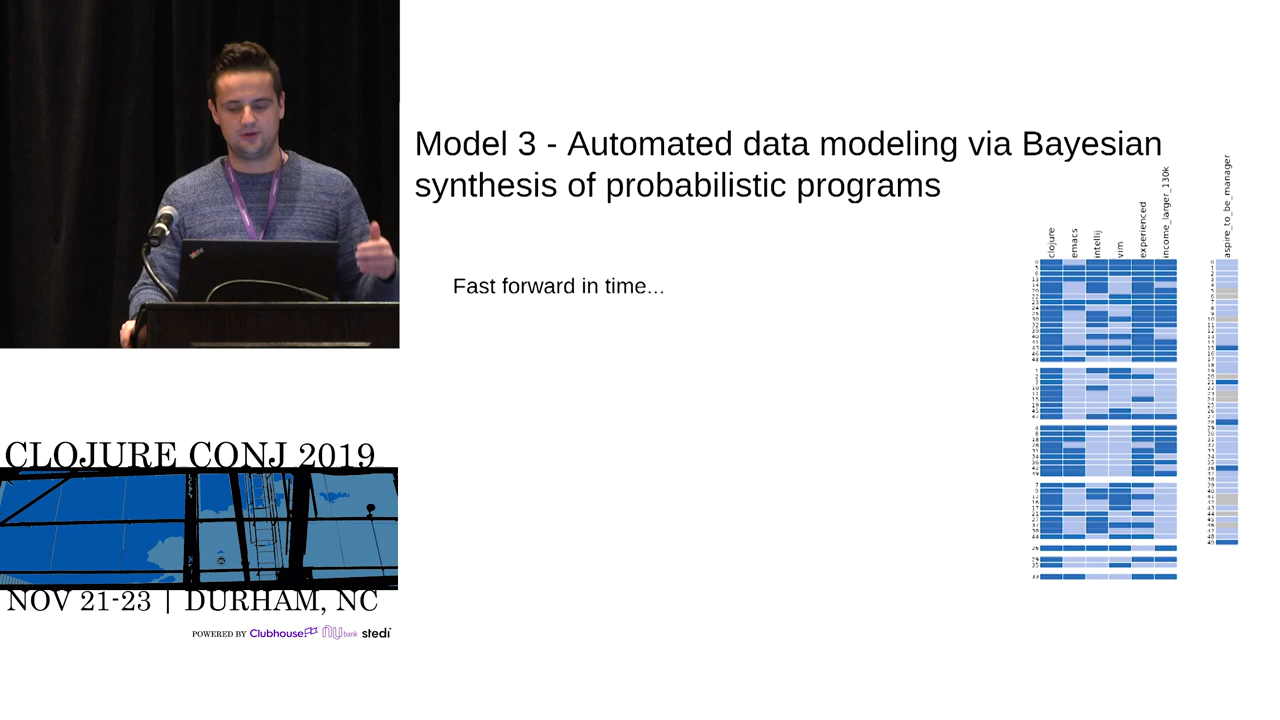 Model 3 - Automated data modeling via Bayesian
synthesis of probabilistic programs
Fast forward in time...
clojure
emacs
intellij
vim
experienced
income_larger_130k
aspire_to_be_manager
CLOJURE CONJ 2019
NOV 21-23 | DURHAM, NC
POWERED BY Clubhouse nu bank stedi